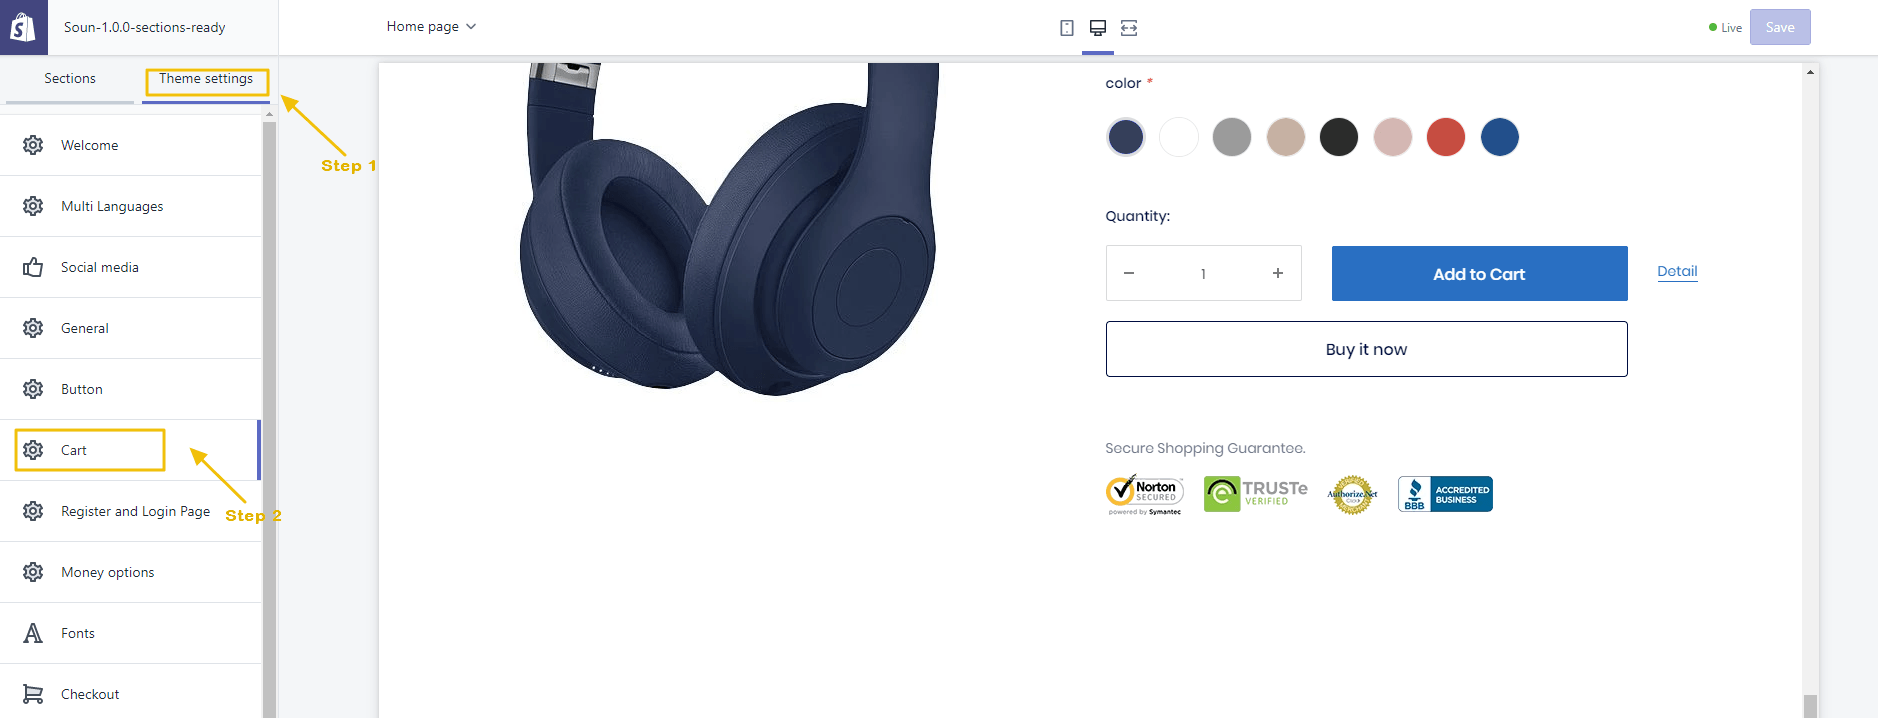 Soun-1.0.0-sections-ready
Home page
Live
Save
Sections
Theme settings
Step 1
Welcome
Multi Languages
Social media
General
Button
Cart
Register and Login Page
Step 2
Money options
Fonts
Checkout
color *
Quantity:
− 1 +
Add to Cart
Detail
Buy it now
Secure Shopping Guarantee.
Norton
SECURED
powered by Symantec
TRUSTe
VERIFIED
Authorize.Net
Click
BBB
ACCREDITED
BUSINESS